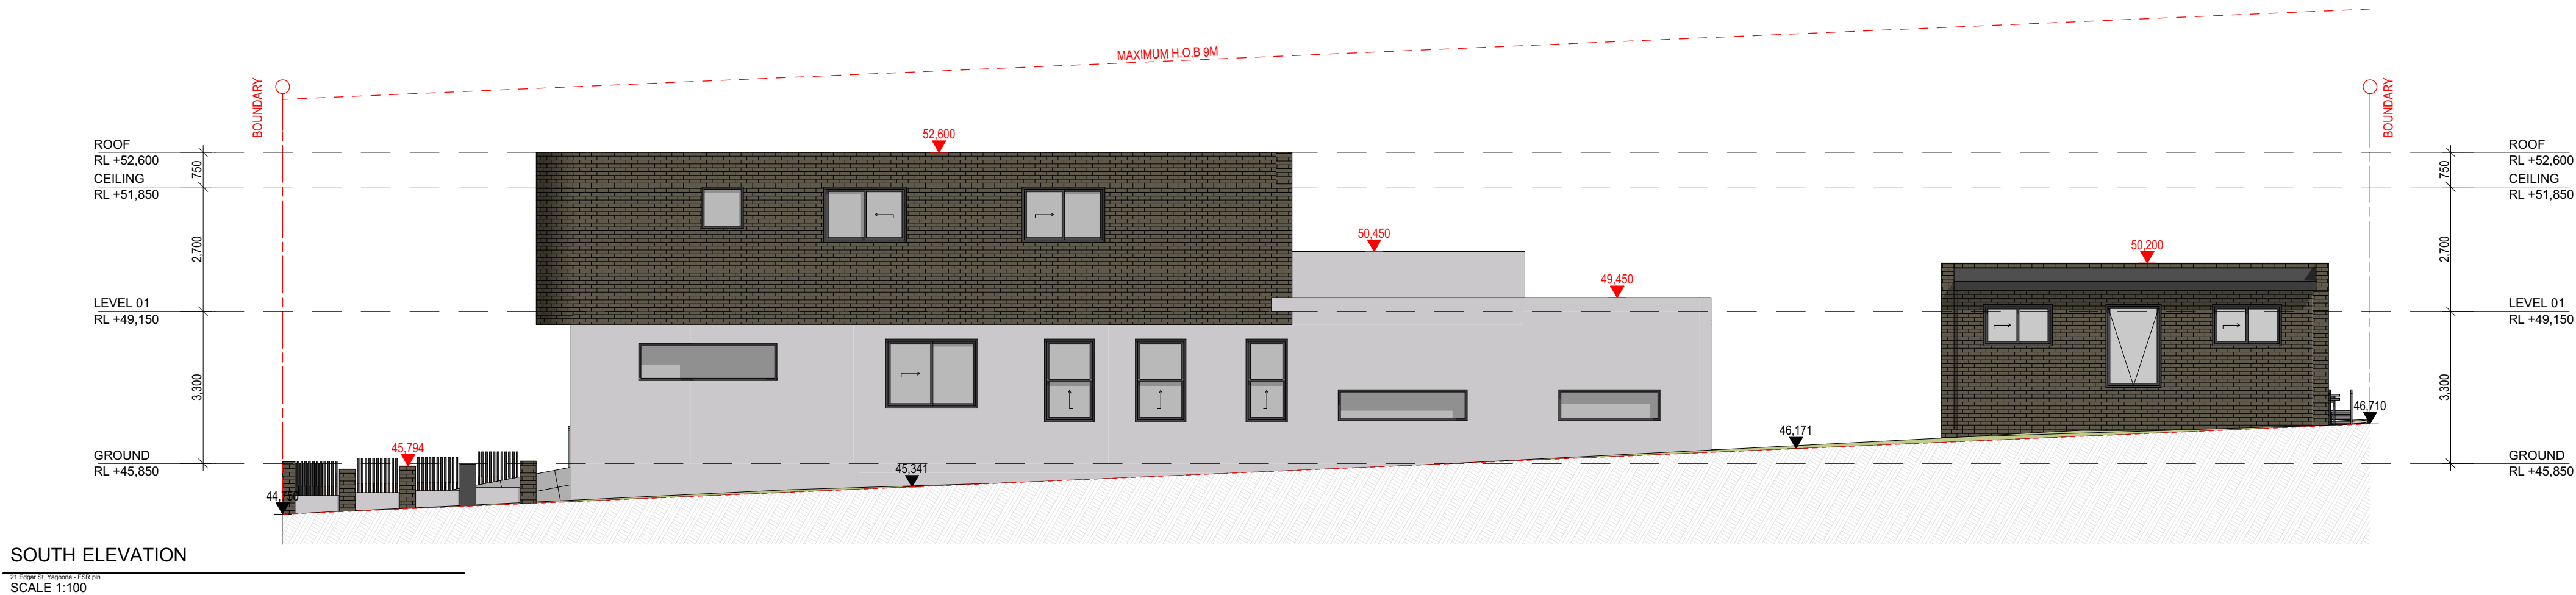 MAXIMUM H.O.B 9M
BOUNDARY
BOUNDARY
52,600
ROOF
RL +52,600
750
CEILING
RL +51,850
2,700
LEVEL 01
RL +49,150
3,300
GROUND
RL +45,850
50,450
49,450
50,200
ROOF
RL +52,600
750
CEILING
RL +51,850
2,700
LEVEL 01
RL +49,150
3,300
GROUND
RL +45,850
45,794
45,341
46,171
46,710
SOUTH ELEVATION
21 Edgar St, Yagoona - FSR.pln
SCALE 1:100